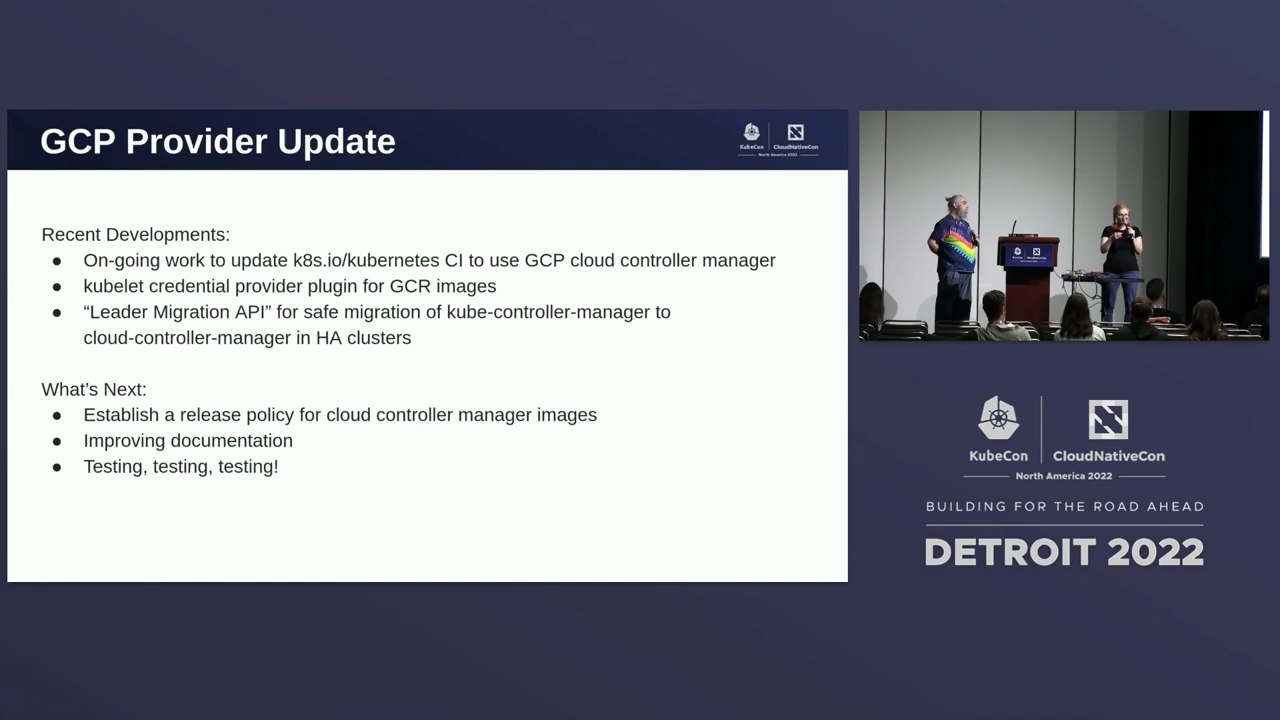 GCP Provider Update
KubeCon
CloudNativeCon
North America 2022
Recent Developments:
● On-going work to update k8s.io/kubernetes CI to use GCP cloud controller manager
● kubelet credential provider plugin for GCR images
● “Leader Migration API” for safe migration of kube-controller-manager to
cloud-controller-manager in HA clusters
What’s Next:
● Establish a release policy for cloud controller manager images
● Improving documentation
● Testing, testing, testing!
KubeCon
CloudNativeCon
North America 2022
BUILDING FOR THE ROAD AHEAD
DETROIT 2022